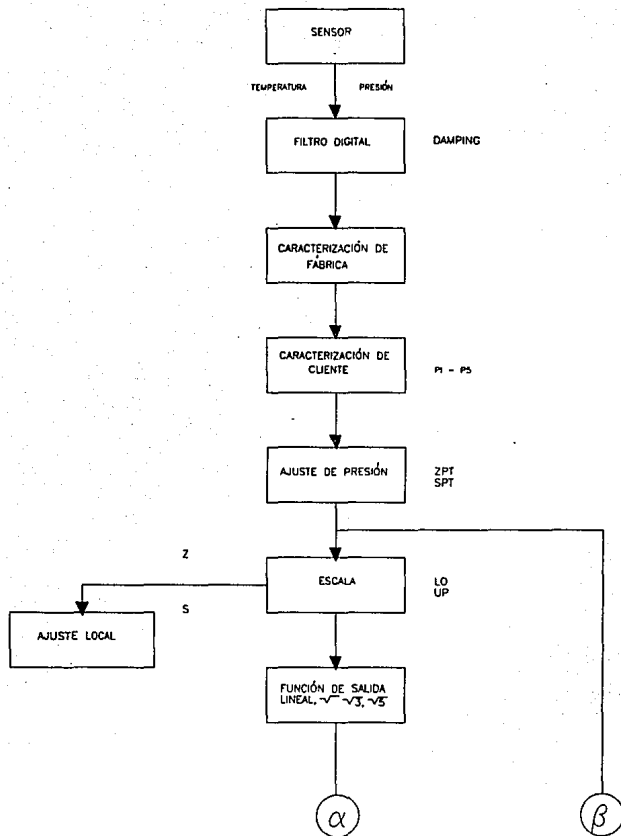 SENSOR
TEMPERATURA PRESIÓN
FILTRO DIGITAL
DAMPING
CARACTERIZACIÓN DE
FÁBRICA
CARACTERIZACIÓN DE
CLIENTE
P1 - P5
AJUSTE DE PRESIÓN
ZPT
SPT
Z
ESCALA
LO
UP
S
AJUSTE LOCAL
FUNCIÓN DE SALIDA
LINEAL, √‾ √3, √5
α
β